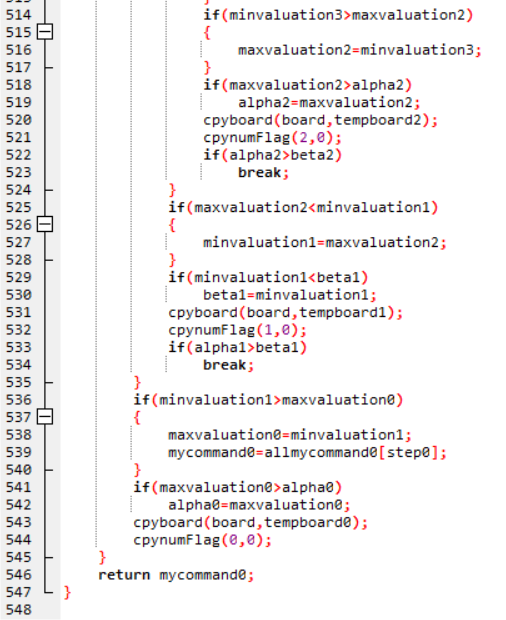 514 if(minvaluation3>maxvaluation2)
515 {
516 maxvaluation2=minvaluation3;
517 }
518 if(maxvaluation2>alpha2)
519 alpha2=maxvaluation2;
520 cpyboard(board,tempboard2);
521 cpynumFlag(2,0);
522 if(alpha2>beta2)
523 break;
524 }
525 if(maxvaluation2<minvaluation1)
526 {
527 minvaluation1=maxvaluation2;
528 }
529 if(minvaluation1<beta1)
530 beta1=minvaluation1;
531 cpyboard(board,tempboard1);
532 cpynumFlag(1,0);
533 if(alpha1>beta1)
534 break;
535 }
536 if(minvaluation1>maxvaluation0)
537 {
538 maxvaluation0=minvaluation1;
539 mycommand0=allmycommand0[step0];
540 }
541 if(maxvaluation0>alpha0)
542 alpha0=maxvaluation0;
543 cpyboard(board,tempboard0);
544 cpynumFlag(0,0);
545 }
546 return mycommand0;
547 }
548